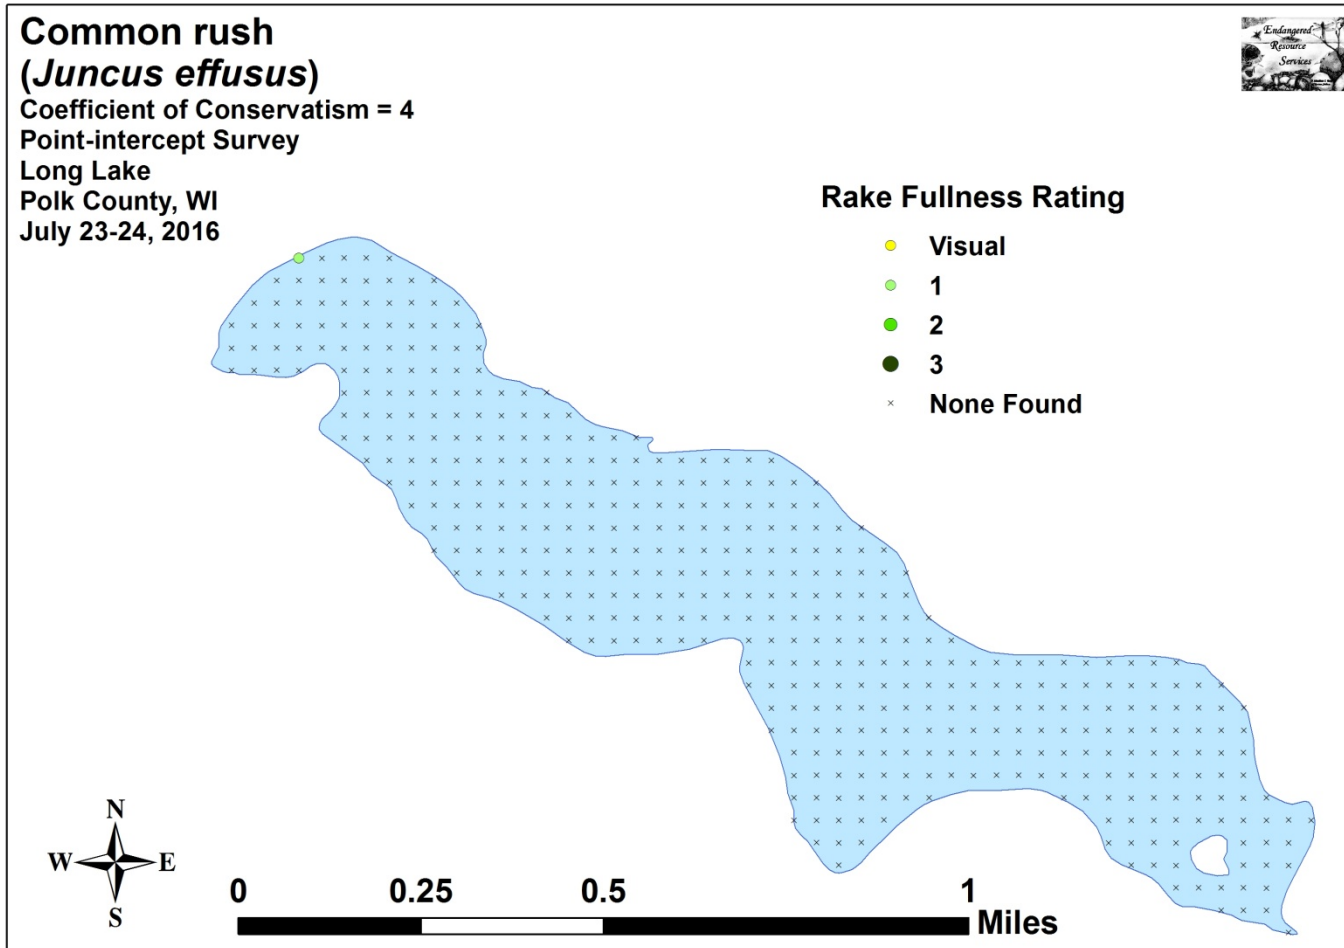 Common rush
(Juncus effusus)
Coefficient of Conservatism = 4
Point-intercept Survey
Long Lake
Polk County, WI
July 23-24, 2016
Endangered
Resource
Services
Rake Fullness Rating
Visual
1
2
3
None Found
N
W E
S
0 0.25 0.5 1
Miles